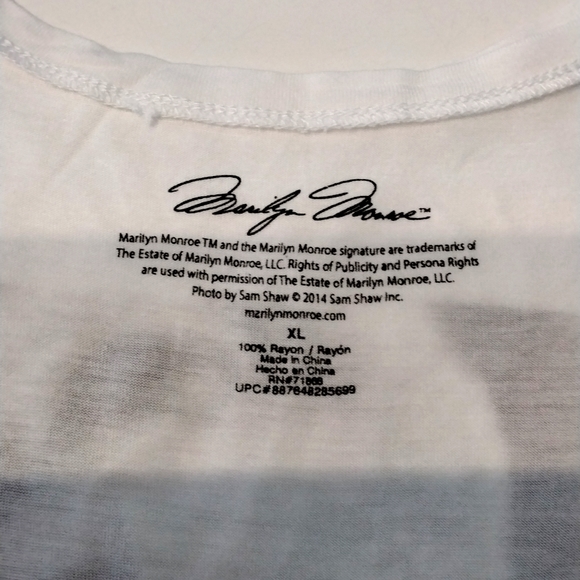 Marilyn Monroe™
Marilyn Monroe TM and the Marilyn Monroe signature are trademarks of
The Estate of Marilyn Monroe, LLC. Rights of Publicity and Persona Rights
are used with permission of The Estate of Marilyn Monroe, LLC.
Photo by Sam Shaw © 2014 Sam Shaw Inc.
marilynmonroe.com
XL
100% Rayon / Rayón
Made in China
Hecho en China
RN#71868
UPC#887648285699